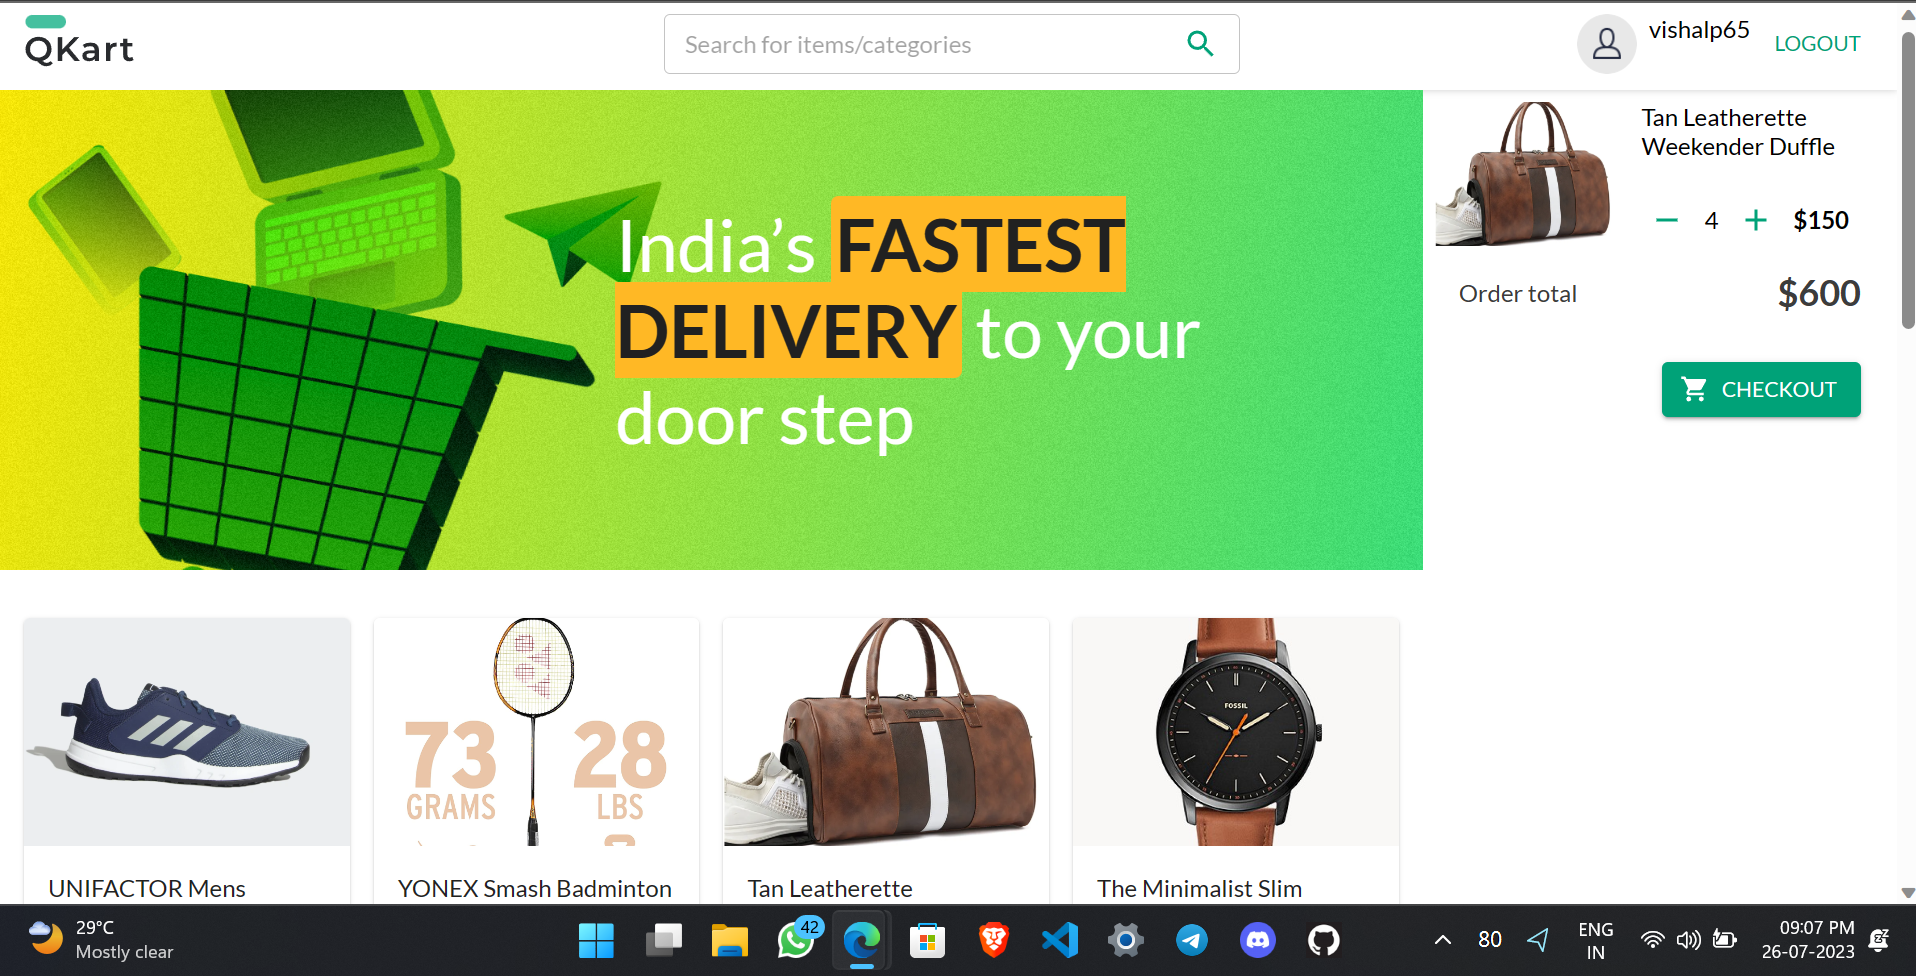 QKart
Search for items/categories
vishalp65
LOGOUT
India’s FASTEST
DELIVERY to your
door step
Tan Leatherette
Weekender Duffle
4
$150
Order total
$600
CHECKOUT
73
GRAMS
28
LBS
FOSSIL
UNIFACTOR Mens
YONEX Smash Badminton
Tan Leatherette
The Minimalist Slim
29°C
Mostly clear
42
80
ENG
IN
09:07 PM
26-07-2023